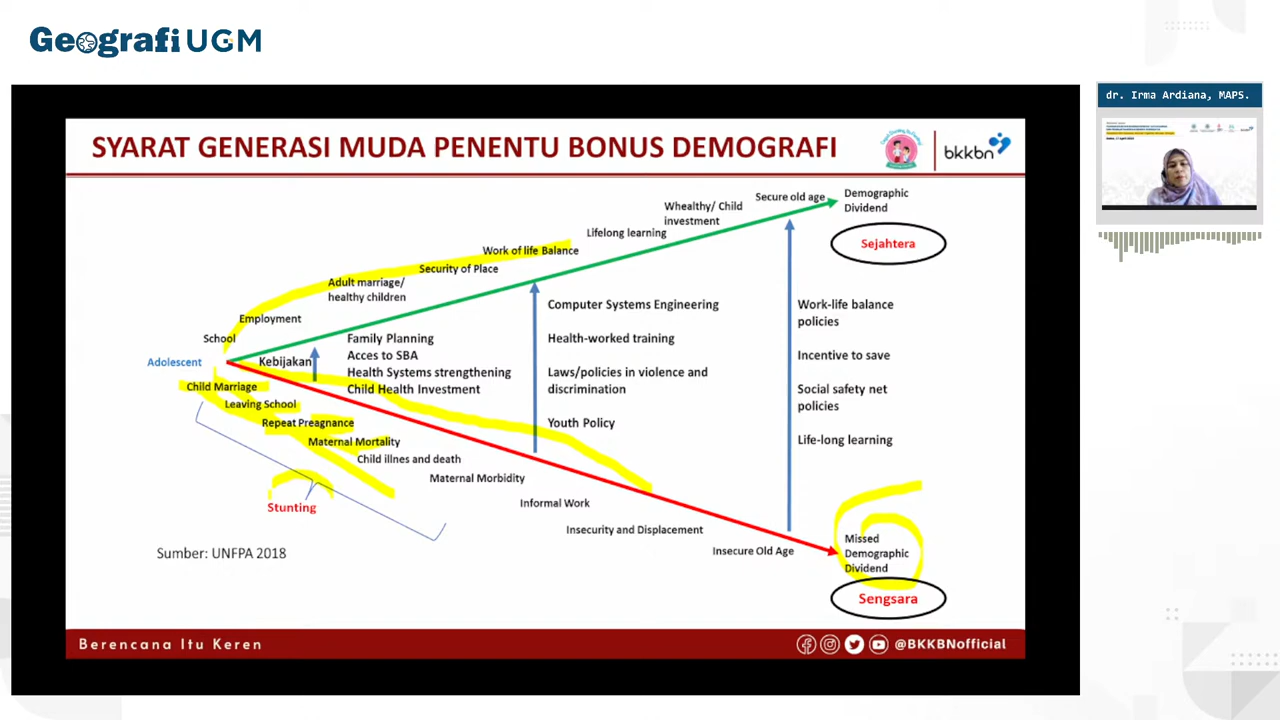 Geografi UGM
dr. Irma Ardiana, MAPS.
SYARAT GENERASI MUDA PENENTU BONUS DEMOGRAFI
bkkbn
Secure old age
Demographic
Dividend
Whealthy/ Child
investment
Sejahtera
Lifelong learning
Work of life Balance
Security of Place
Adult marriage/
healthy children
Employment
School
Adolescent
Kebijakan
Family Planning
Acces to SBA
Health Systems strengthening
Child Health Investment
Computer Systems Engineering
Health-worked training
Laws/policies in violence and
discrimination
Youth Policy
Work-life balance
policies
Incentive to save
Social safety net
policies
Life-long learning
Child Marriage
Leaving School
Repeat Preagnance
Maternal Mortality
Child illnes and death
Maternal Morbidity
Informal Work
Insecurity and Displacement
Insecure Old Age
Stunting
Missed
Demographic
Dividend
Sengsara
Sumber: UNFPA 2018
Berencana Itu Keren
@BKKBNofficial